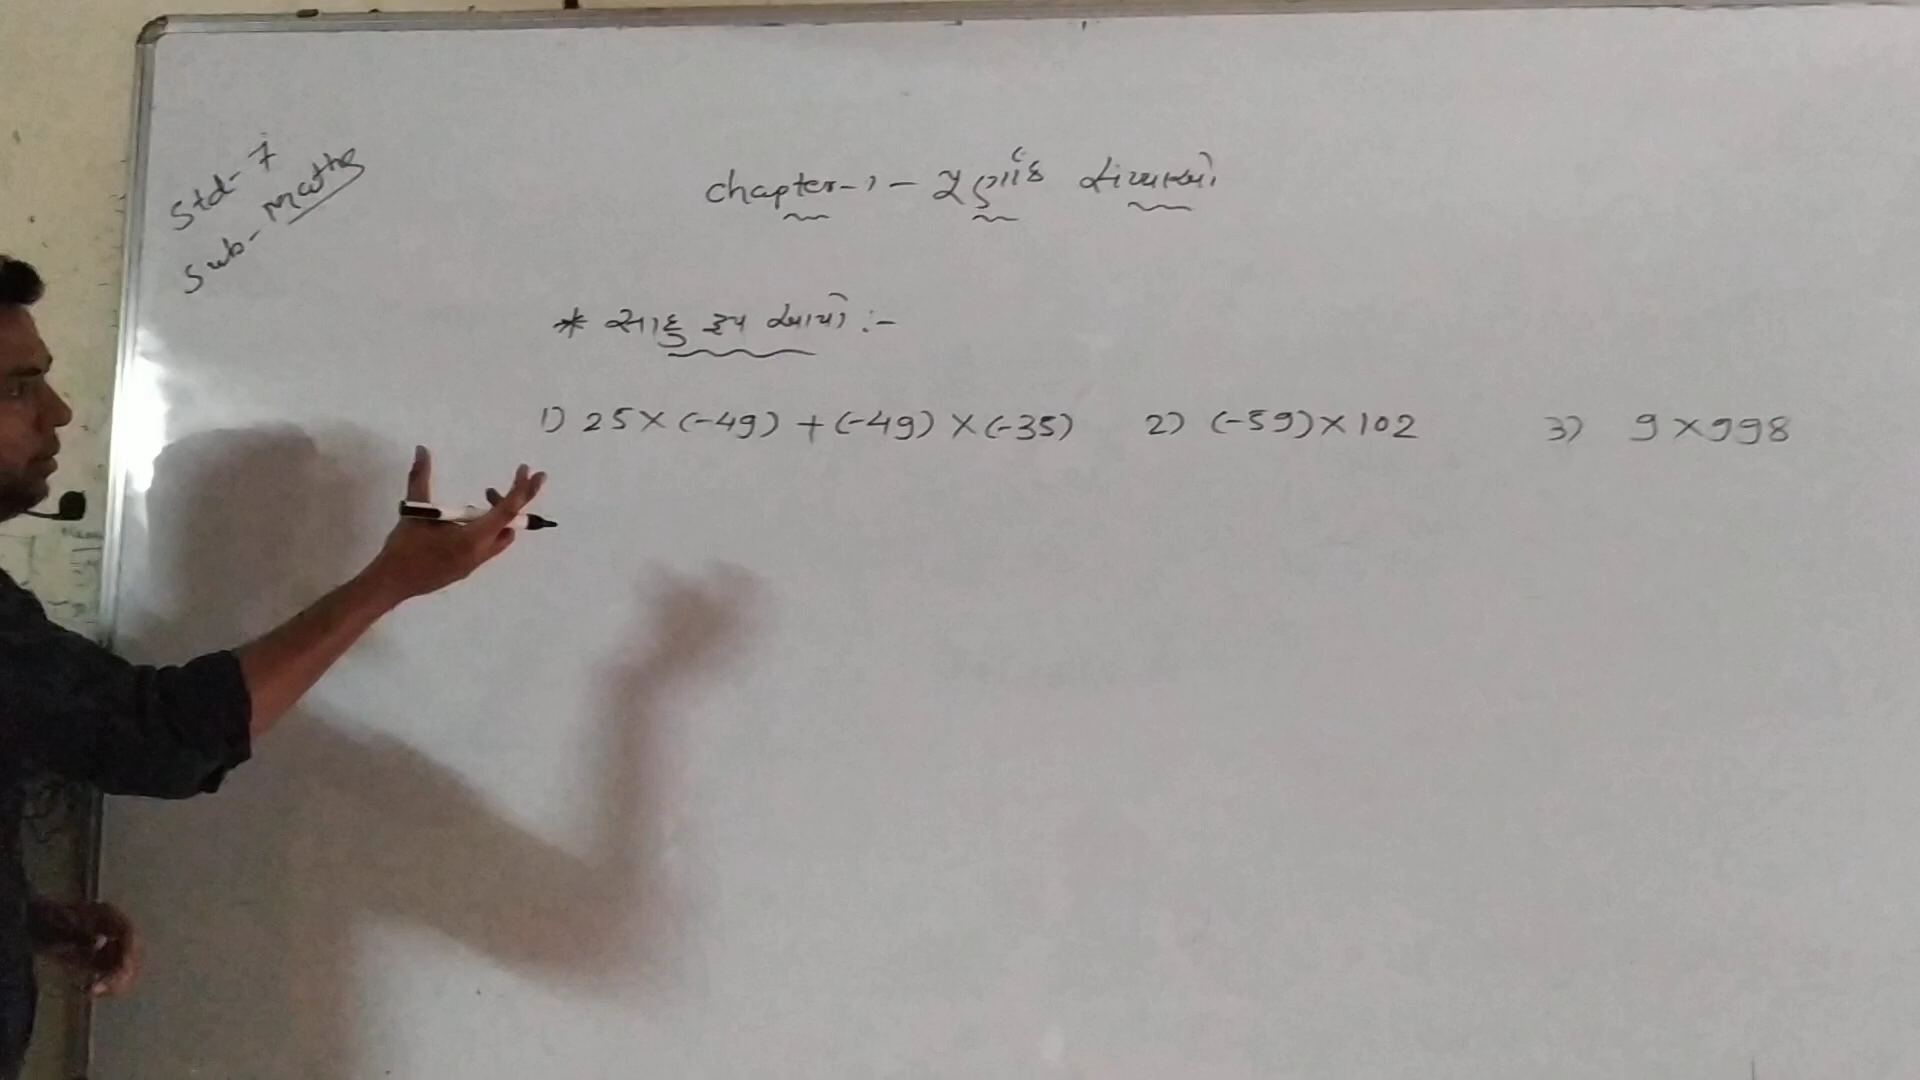 Std-7
Sub-Maths
chapter-1 - પૂર્ણાંક સંખ્યાઓ
* સાદુ રૂપ આપો :-
1) 25×(-49) + (-49)×(-35) 2) (-59)×102 3) 9×998